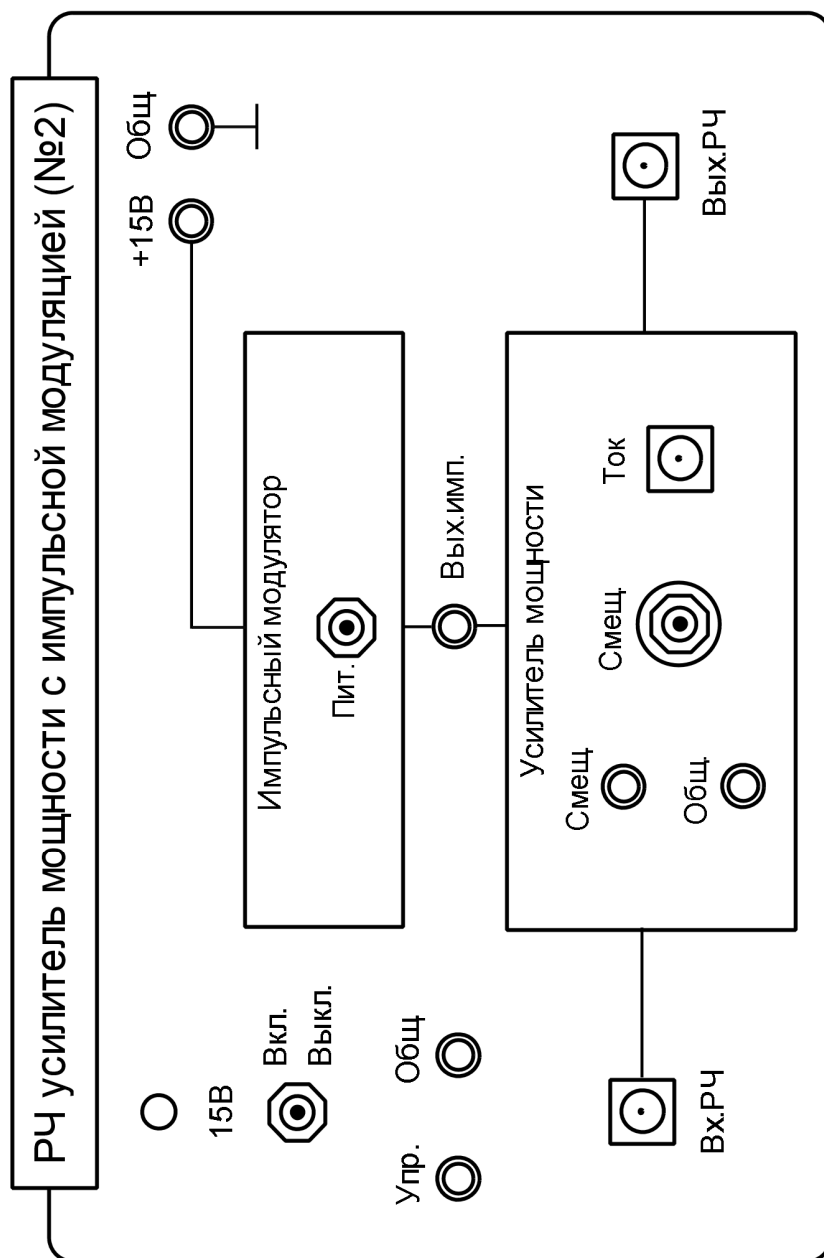 РЧ усилитель мощности с импульсной модуляцией (№2)
15В
+15В
Общ
Вкл.
Выкл.
Импульсный модулятор
Пит.
Упр.
Общ
Вых.имп.
Усилитель мощности
Смещ
Смещ.
Ток
Общ
Вх.РЧ
Вых.РЧ